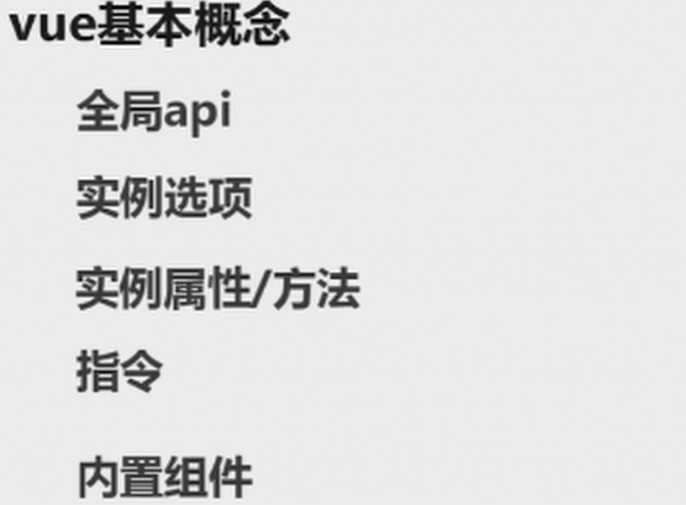 vue基本概念
全局api
实例选项
实例属性/方法
指令
内置组件